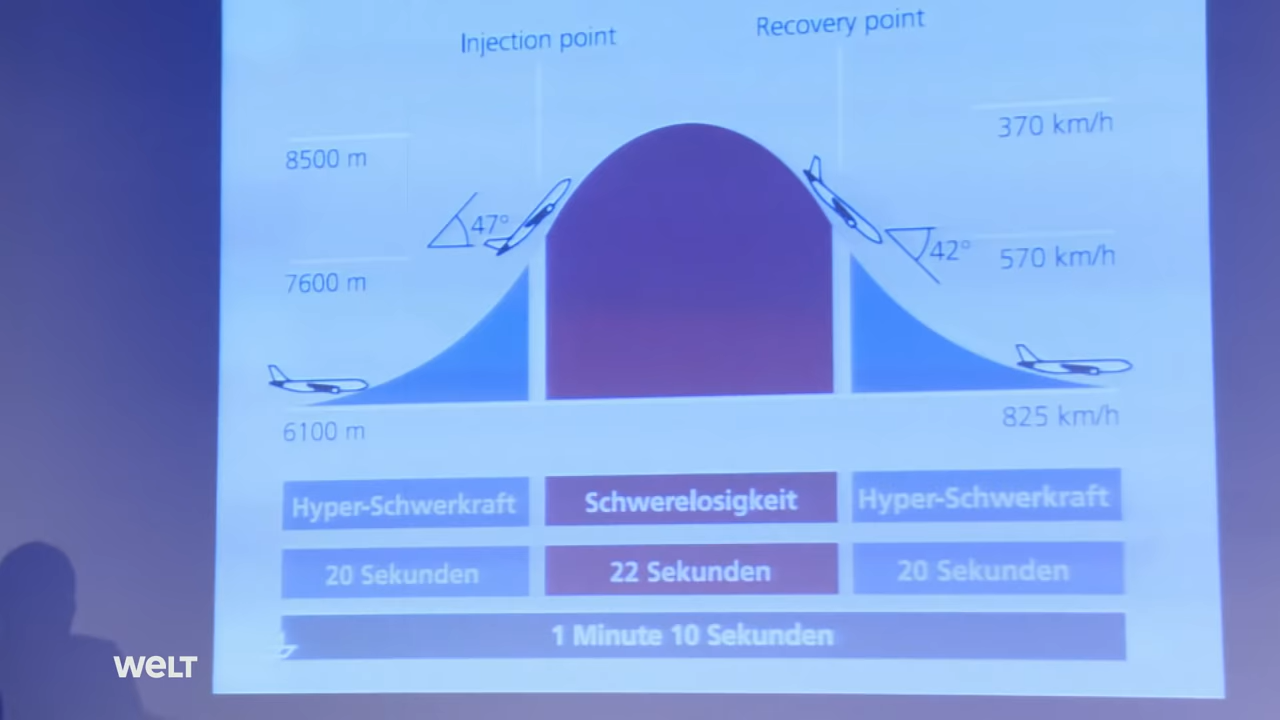 Injection point
Recovery point
8500 m
370 km/h
47°
42°
7600 m
570 km/h
6100 m
825 km/h
Hyper-Schwerkraft
Schwerelosigkeit
Hyper-Schwerkraft
20 Sekunden
22 Sekunden
20 Sekunden
1 Minute 10 Sekunden
WELT